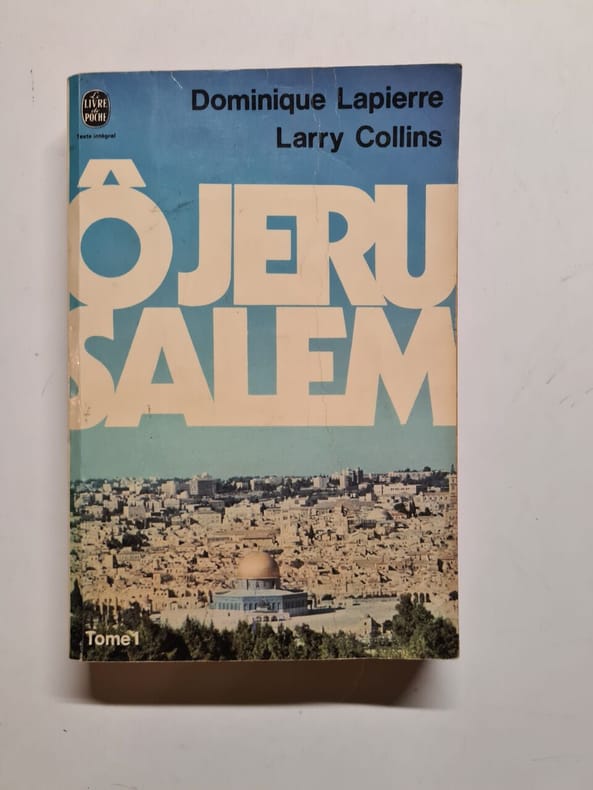 Le
LIVRE
de
POCHE
Texte intégral
Dominique Lapierre
Larry Collins
Ô JERU
SALEM
Tome 1